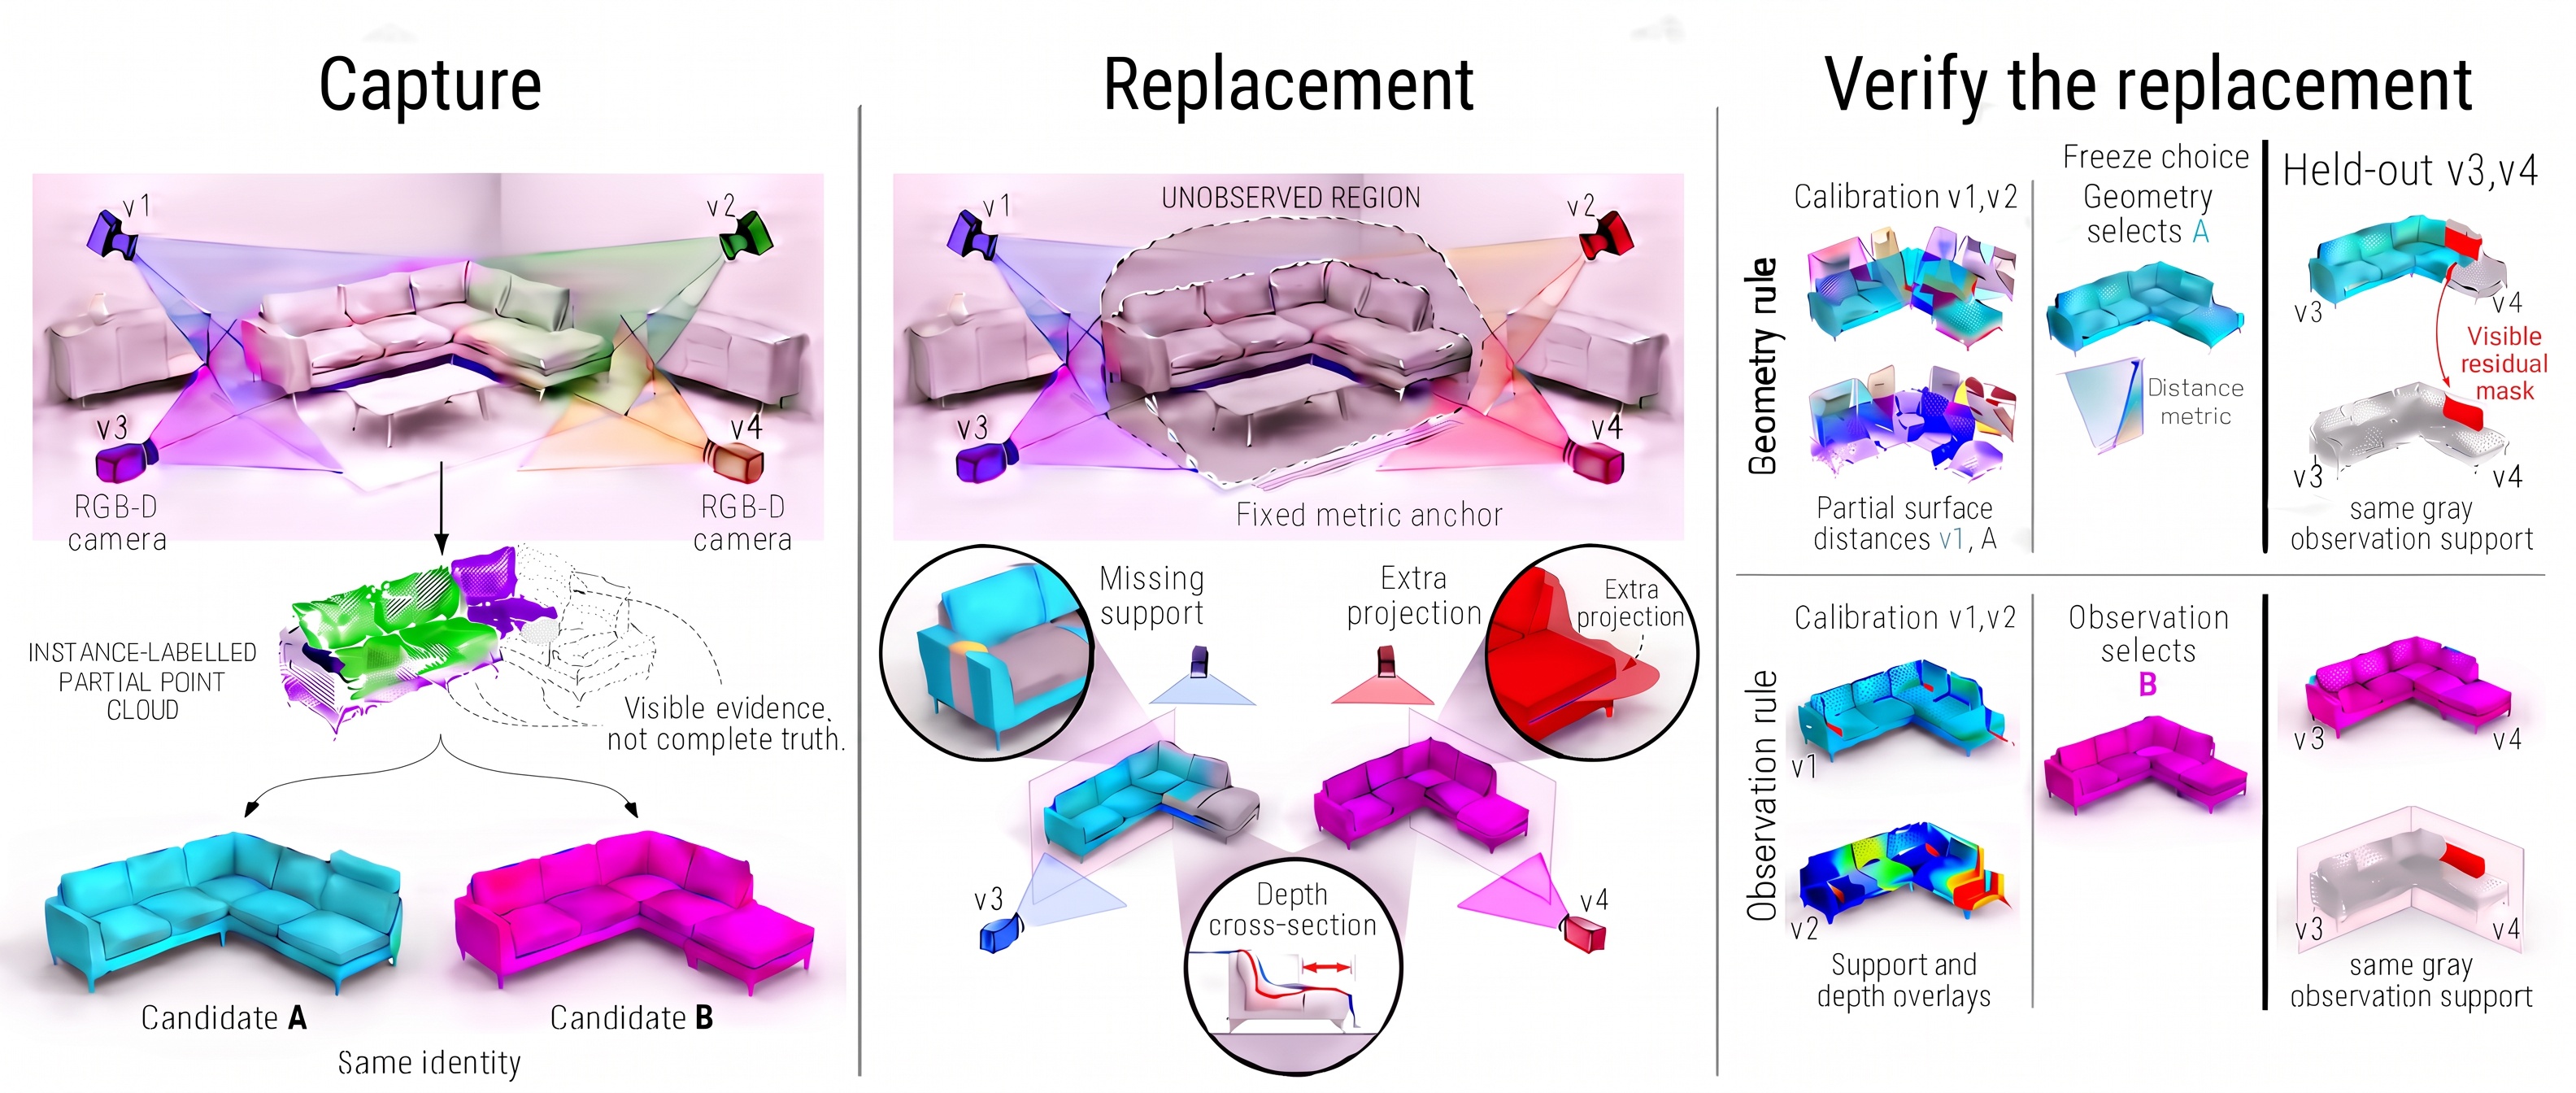 Capture
v1
v2
v3
v4
RGB-D
camera
RGB-D
camera
INSTANCE-LABELLED
PARTIAL POINT
CLOUD
Visible evidence,
not complete truth.
Candidate A
Candidate B
Same identity
Replacement
UNOBSERVED REGION
v1
v2
v3
v4
Fixed metric anchor
Missing
support
Extra
projection
Extra
projection
v3
v4
Depth
cross-section
Verify the replacement
Beometry rule
Calibration v1,v2
Partial surface
distances v1, A
Freeze choice
Geometry
selects A
Distance
metric
Held-out v3,v4
v3
v4
Visible
residual
mask
v3
v4
same gray
observation support
Observation rule
Calibration v1,v2
v1
v2
Support and
depth overlays
Observation
selects
B
v3
v4
v3
v4
same gray
observation support